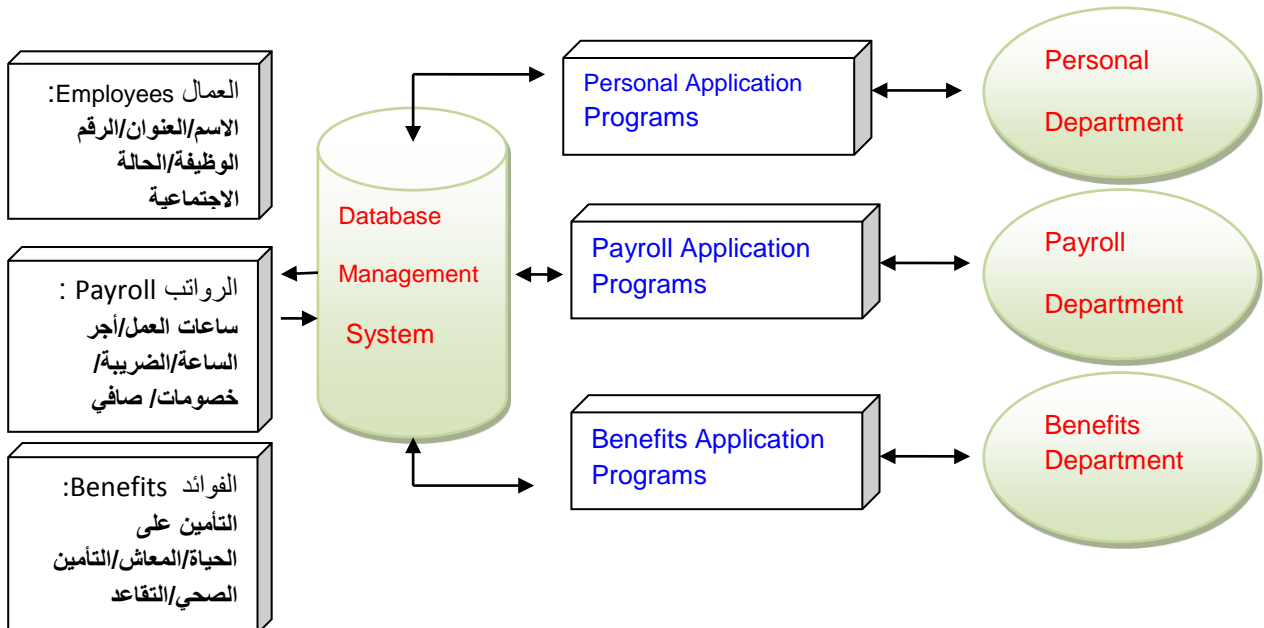 العمال Employees:
الاسم/العنوان/الرقم
الوظيفة/الحالة
الاجتماعية
الرواتب Payroll :
ساعات العمل/أجر
الساعة/الضريبة/
خصومات/ صافي
الفوائد Benefits:
التأمين على
الحياة/المعاش/التأمين
الصحي/التقاعد
Database
Management
System
Personal Application
Programs
Payroll Application
Programs
Benefits Application
Programs
Personal
Department
Payroll
Department
Benefits
Department